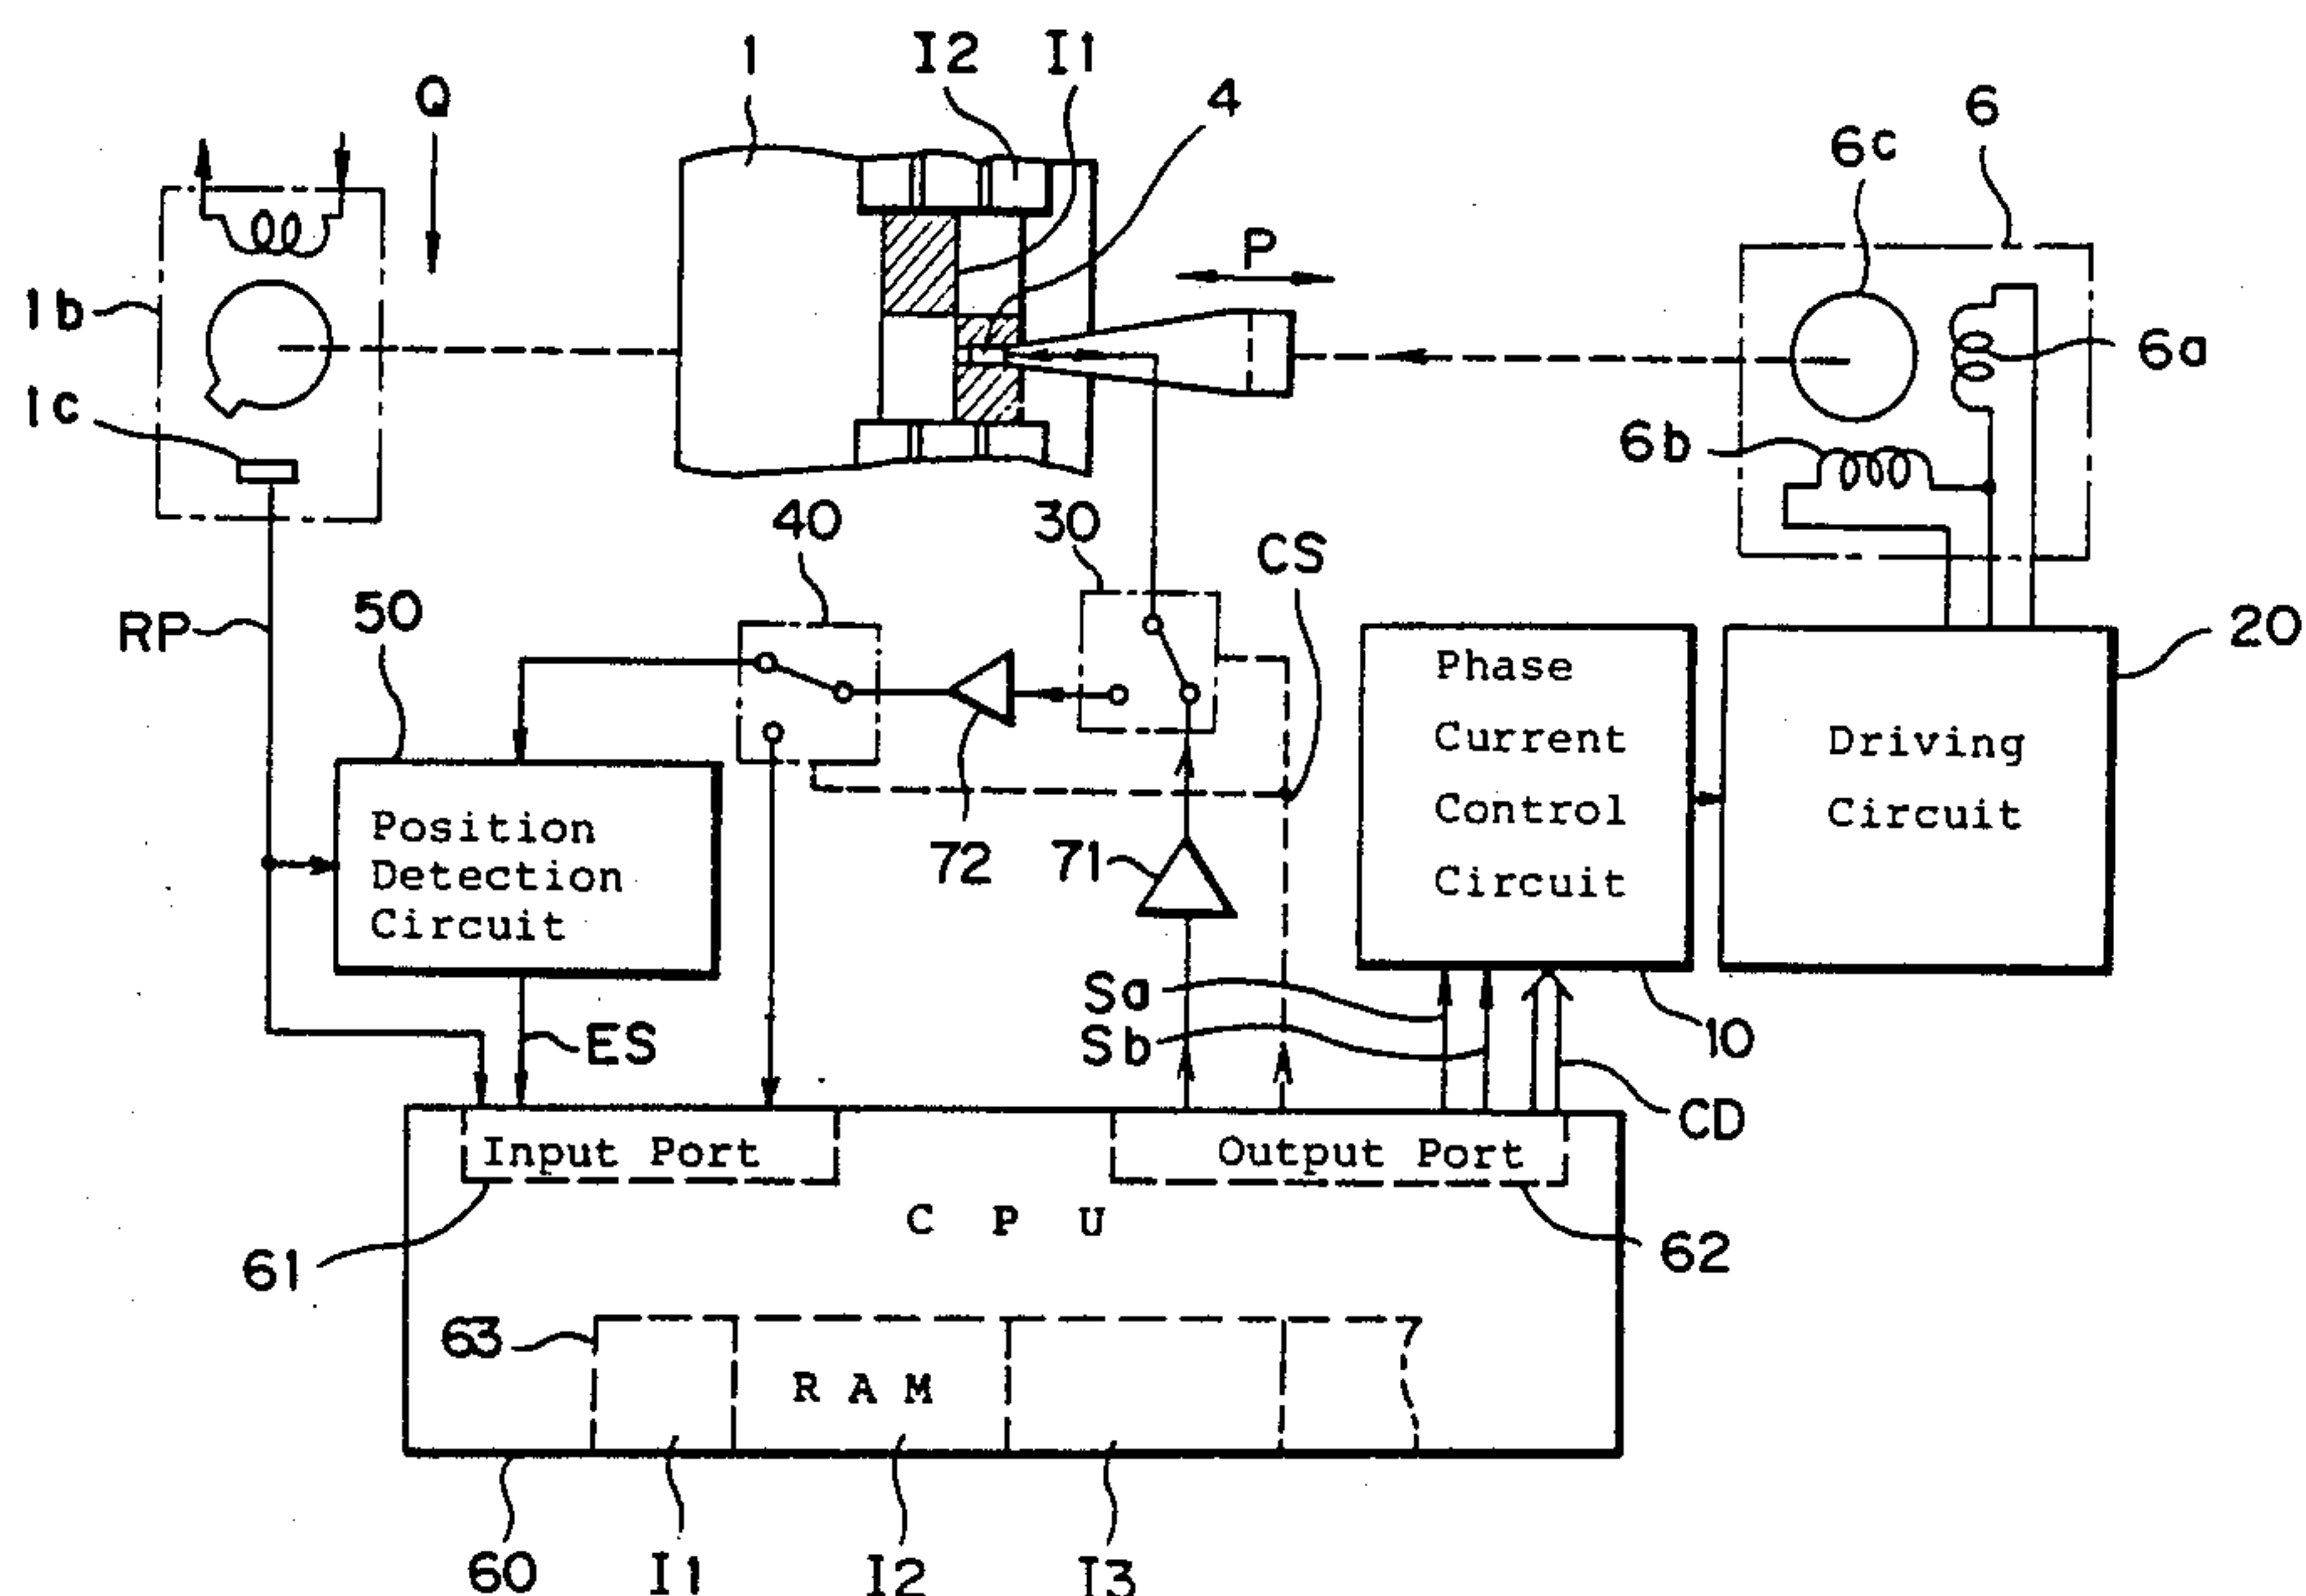 1
I2
I1
4
Q
6
6c
1b
P
6a
1c
6b
40
30
CS
RP
50
20
Phase
Current
Control
Circuit
Driving
Circuit
Position
Detection
Circuit
72
71
Sa
Sb
10
ES
CD
Input Port
Output Port
C P U
61
62
63
R A M
60
I1
I2
I3